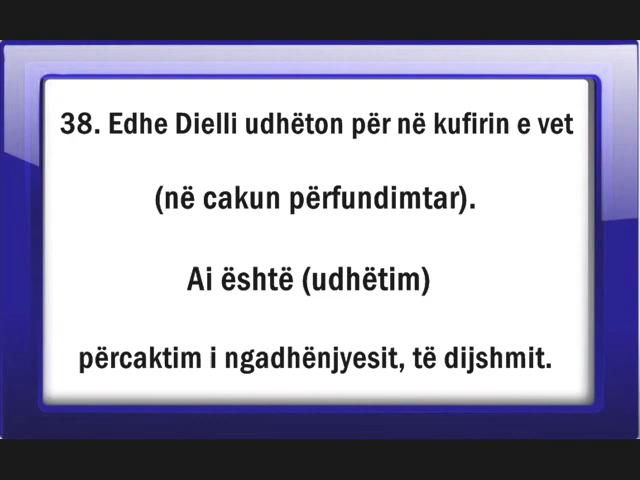 38. Edhe Dielli udhëton për në kufirin e vet
(në cakun përfundimtar).
Ai është (udhëtim)
përcaktim i ngadhënjyesit, të dijshmit.